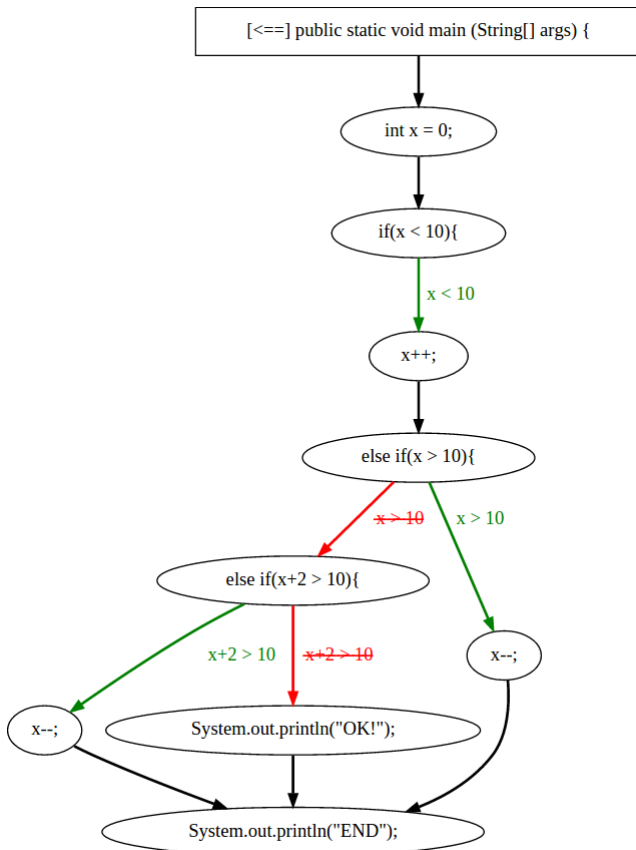 [<==] public static void main (String[] args) {
int x = 0;
if(x < 10){
x < 10
x++;
else if(x > 10){
x > 10
x > 10
else if(x+2 > 10){
x+2 > 10
x+2 > 10
x--;
x--;
System.out.println("OK!");
System.out.println("END");